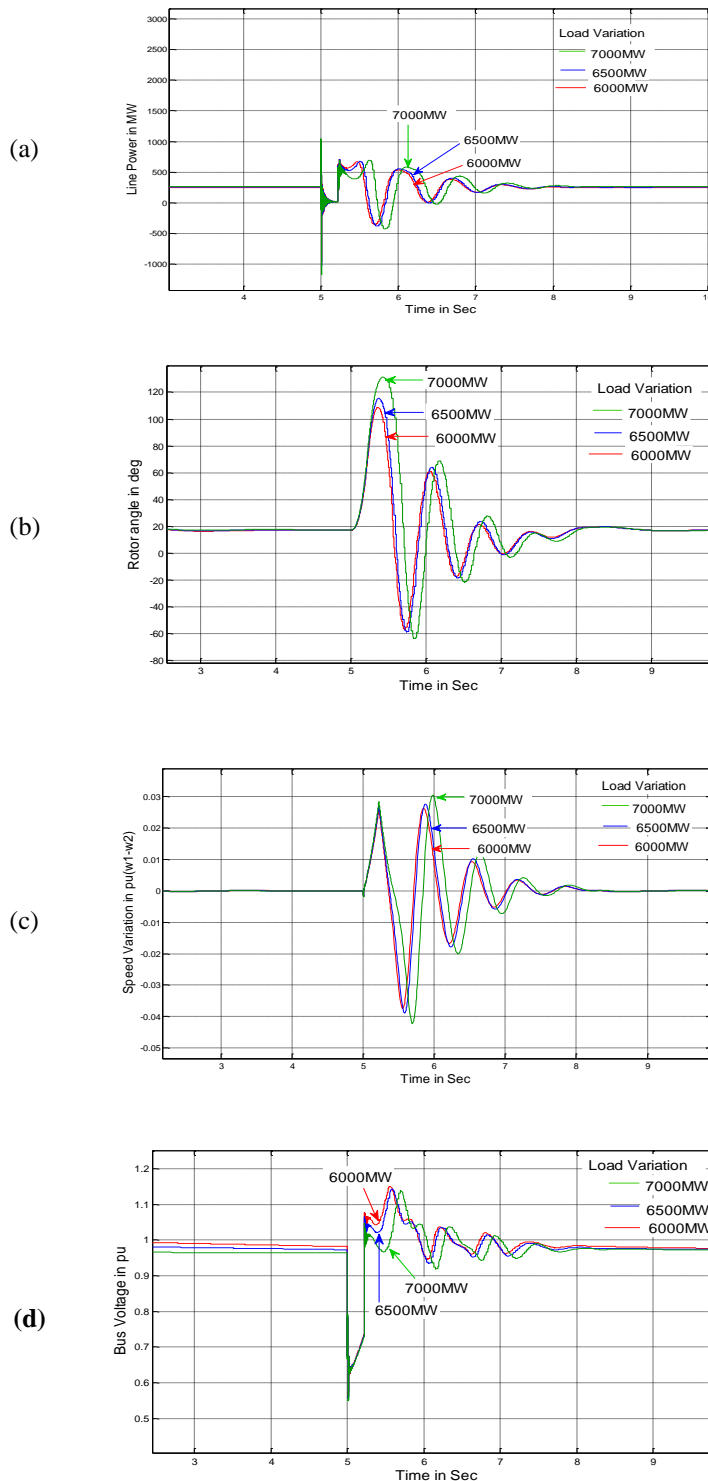 (a)
Line Power in MW
3000
2500
2000
1500
1000
500
0
-500
-1000
Load Variation
7000MW
6500MW
6000MW
7000MW
6500MW
6000MW
4
5
6
7
8
9
10
Time in Sec
(b)
Rotor angle in deg
120
100
80
60
40
20
0
-20
-40
-60
-80
Load Variation
7000MW
6500MW
6000MW
7000MW
6500MW
6000MW
3
4
5
6
7
8
9
Time in Sec
(c)
Speed Variation in pu(w1-w2)
0.03
0.02
0.01
0
-0.01
-0.02
-0.03
-0.04
-0.05
Load Variation
7000MW
6500MW
6000MW
7000MW
6500MW
6000MW
3
4
5
6
7
8
9
Time in Sec
(d)
Bus Voltage in pu
1.2
1.1
1
0.9
0.8
0.7
0.6
0.5
Load Variation
7000MW
6500MW
6000MW
6000MW
7000MW
6500MW
3
4
5
6
7
8
9
Time in Sec